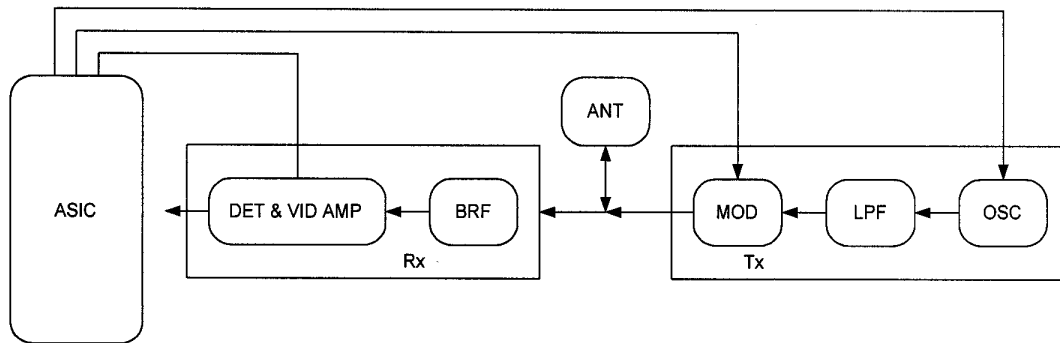 ANT
ASIC
DET & VID AMP
BRF
MOD
LPF
OSC
Rx
Tx